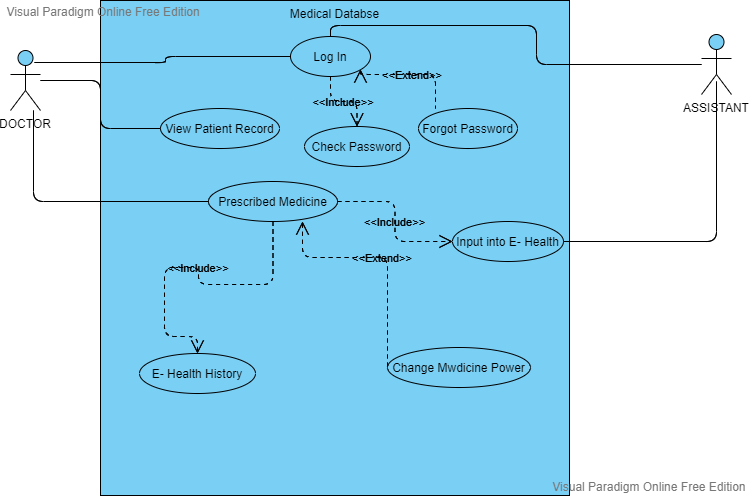 Visual Paradigm Online Free Edition
Medical Databse
Log In
<<Extend>>
<<Include>>
DOCTOR
ASSISTANT
View Patient Record
Check Password
Forgot Password
Prescribed Medicine
<<Include>>
Input into E- Health
<<Extend>>
<<Include>>
E- Health History
Change Mwdicine Power
Visual Paradigm Online Free Edition